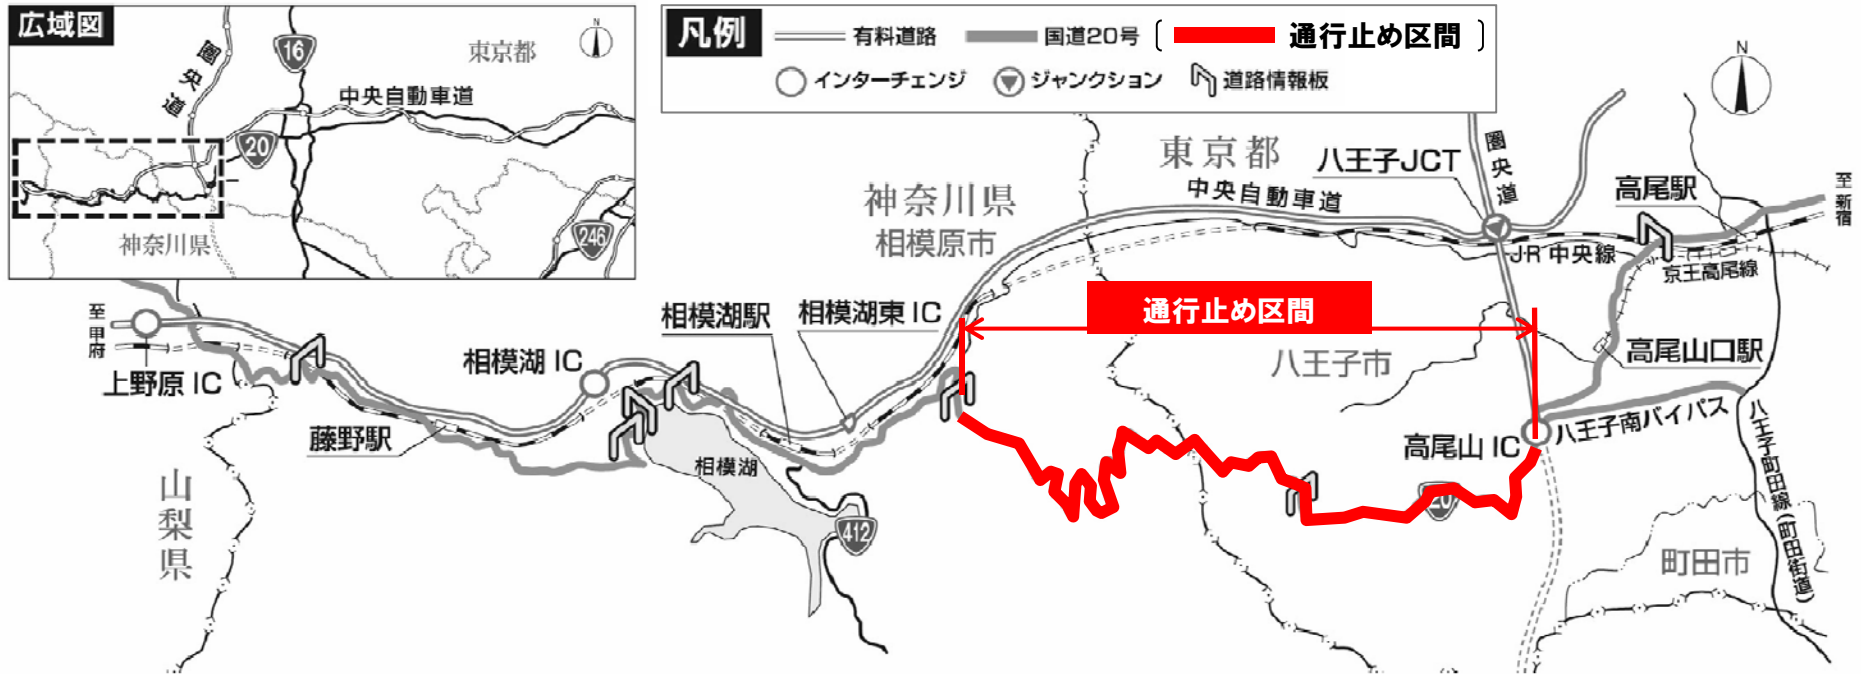 広域図
N
16
東京都
圏央道
中央自動車道
20
神奈川県
246
凡例
有料道路
国道20号
通行止め区間
インターチェンジ
ジャンクション
道路情報板
N
東京都
八王子JCT
圏央道
高尾駅
至 新宿
神奈川県
相模原市
中央自動車道
JR中央線
京王高尾線
至 甲府
上野原 IC
相模湖 IC
相模湖駅
相模湖東 IC
通行止め区間
八王子市
高尾山口駅
藤野駅
相模湖
412
高尾山 IC
八王子南バイパス
八王子町田線(町田街道)
20
山梨県
町田市